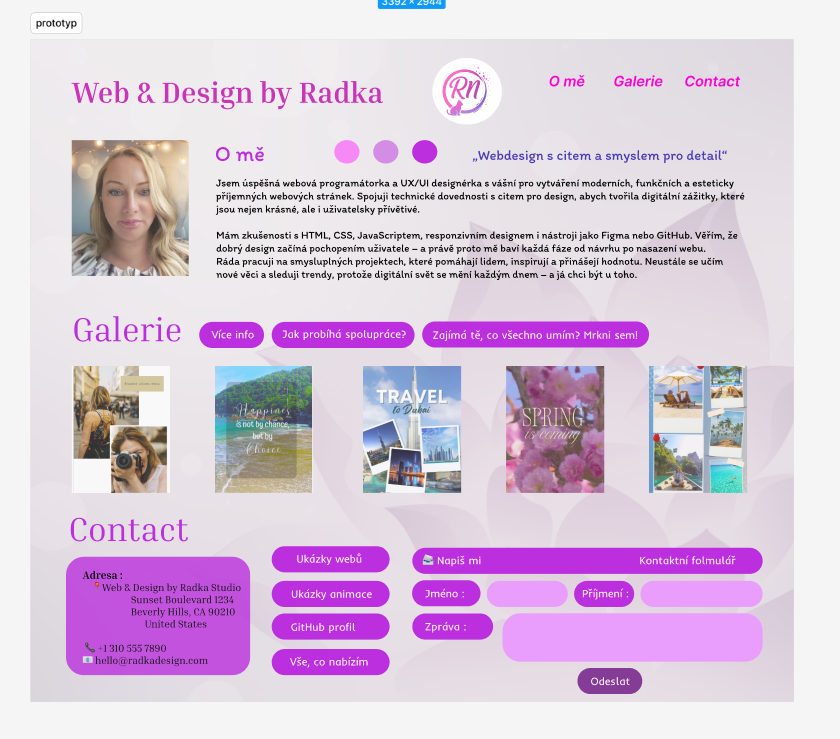 3392 × 2944
prototyp
Web & Design by Radka
Rn
O mě
Galerie
Contact
O mě
„Webdesign s citem a smyslem pro detail“
Jsem úspěšná webová programátorka a UX/UI designérka s vášní pro vytváření moderních, funkčních a esteticky
příjemných webových stránek. Spojuji technické dovednosti s citem pro design, abych tvořila digitální zážitky, které
jsou nejen krásné, ale i uživatelsky přívětivé.
Mám zkušenosti s HTML, CSS, JavaScriptem, responzivním designem i nástroji jako Figma nebo GitHub. Věřím, že
dobrý design začíná pochopením uživatele – a právě proto mě baví každá fáze od návrhu po nasazení webu.
Ráda pracuji na smysluplných projektech, které pomáhají lidem, inspirují a přinášejí hodnotu. Neustále se učím
nové věci a sleduji trendy, protože digitální svět se mění každým dnem – a já chci být u toho.
Galerie
Více info
Jak probíhá spolupráce?
Zajímá tě, co všechno umím? Mrkni sem!
Happines
is not by chance,
but by
Choice
TRAVEL
to Dubai
SPRING
is coming
Contact
Adresa :
Web & Design by Radka Studio
Sunset Boulevard 1234
Beverly Hills, CA 90210
United States
+1 310 555 7890
hello@radkadesign.com
Ukázky webů
Ukázky animace
GitHub profil
Vše, co nabízím
Napiš mi
Kontaktní folmulář
Jméno :
Příjmení :
Zpráva :
Odeslat